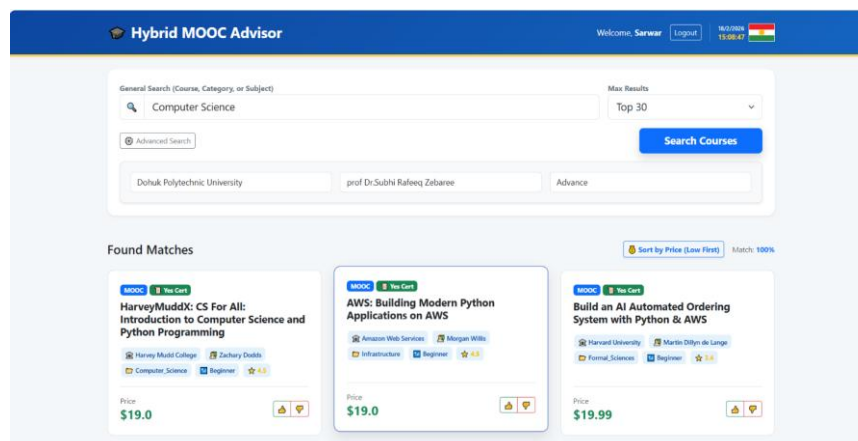 Hybrid MOOC Advisor
Welcome, Sarwar
Logout
18/2/2026
15:08:47
General Search (Course, Category, or Subject)
Max Results
Computer Science
Top 30
Advanced Search
Search Courses
Dohuk Polytechnic University
prof Dr.Subhi Rafeeq Zebaree
Advance
Found Matches
Sort by Price (Low First)
Match: 100%
MOOC
Yes Cert
HarveyMuddX: CS For All:
Introduction to Computer Science and
Python Programming
Harvey Mudd College
Zachary Dodds
Computer_Science
Beginner
4.5
Price
$19.0
MOOC
Yes Cert
AWS: Building Modern Python
Applications on AWS
Amazon Web Services
Morgan Willis
Infrastructure
Beginner
4.5
Price
$19.0
MOOC
Yes Cert
Build an AI Automated Ordering
System with Python & AWS
Harvard University
Martin Dillyn de Lange
Formal_Sciences
Beginner
Price
$19.99